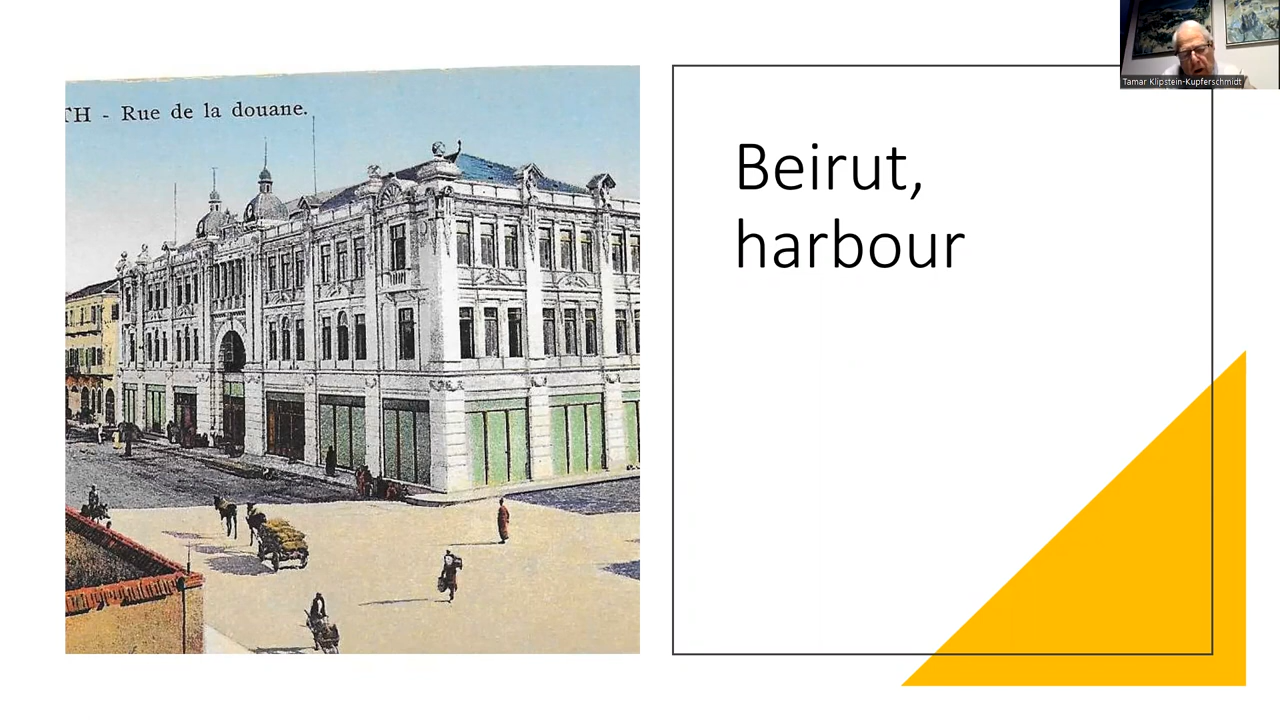 TH - Rue de la douane.
Beirut,
harbour
Tamar Klipstein-Kupferschmidt